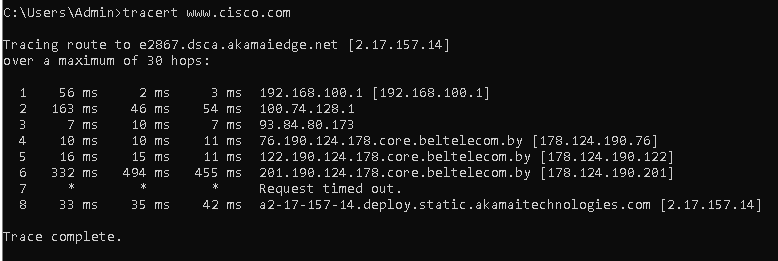 C:\Users\Admin>tracert www.cisco.com
Tracing route to e2867.dsca.akamaiedge.net [2.17.157.14]
over a maximum of 30 hops:
1 56 ms 2 ms 3 ms 192.168.100.1 [192.168.100.1]
2 163 ms 46 ms 54 ms 100.74.128.1
3 7 ms 10 ms 7 ms 93.84.80.173
4 10 ms 10 ms 11 ms 76.190.124.178.core.beltelecom.by [178.124.190.76]
5 16 ms 15 ms 11 ms 122.190.124.178.core.beltelecom.by [178.124.190.122]
6 332 ms 494 ms 455 ms 201.190.124.178.core.beltelecom.by [178.124.190.201]
7 * * * Request timed out.
8 33 ms 35 ms 42 ms a2-17-157-14.deploy.static.akamaitechnologies.com [2.17.157.14]
Trace complete.